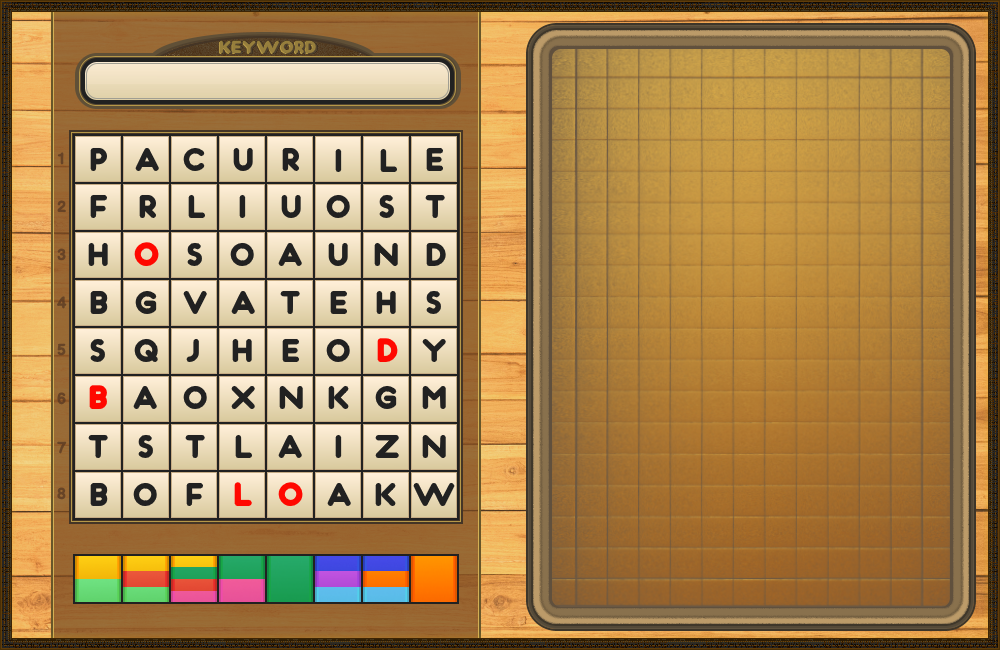 KEYWORD
1 P A C U R I L E
2 F R L I U O S T
3 H O S O A U N D
4 B G V A T E H S
5 S Q J H E O D Y
6 B A O X N K G M
7 T S T L A I Z N
8 B O F L O A K W